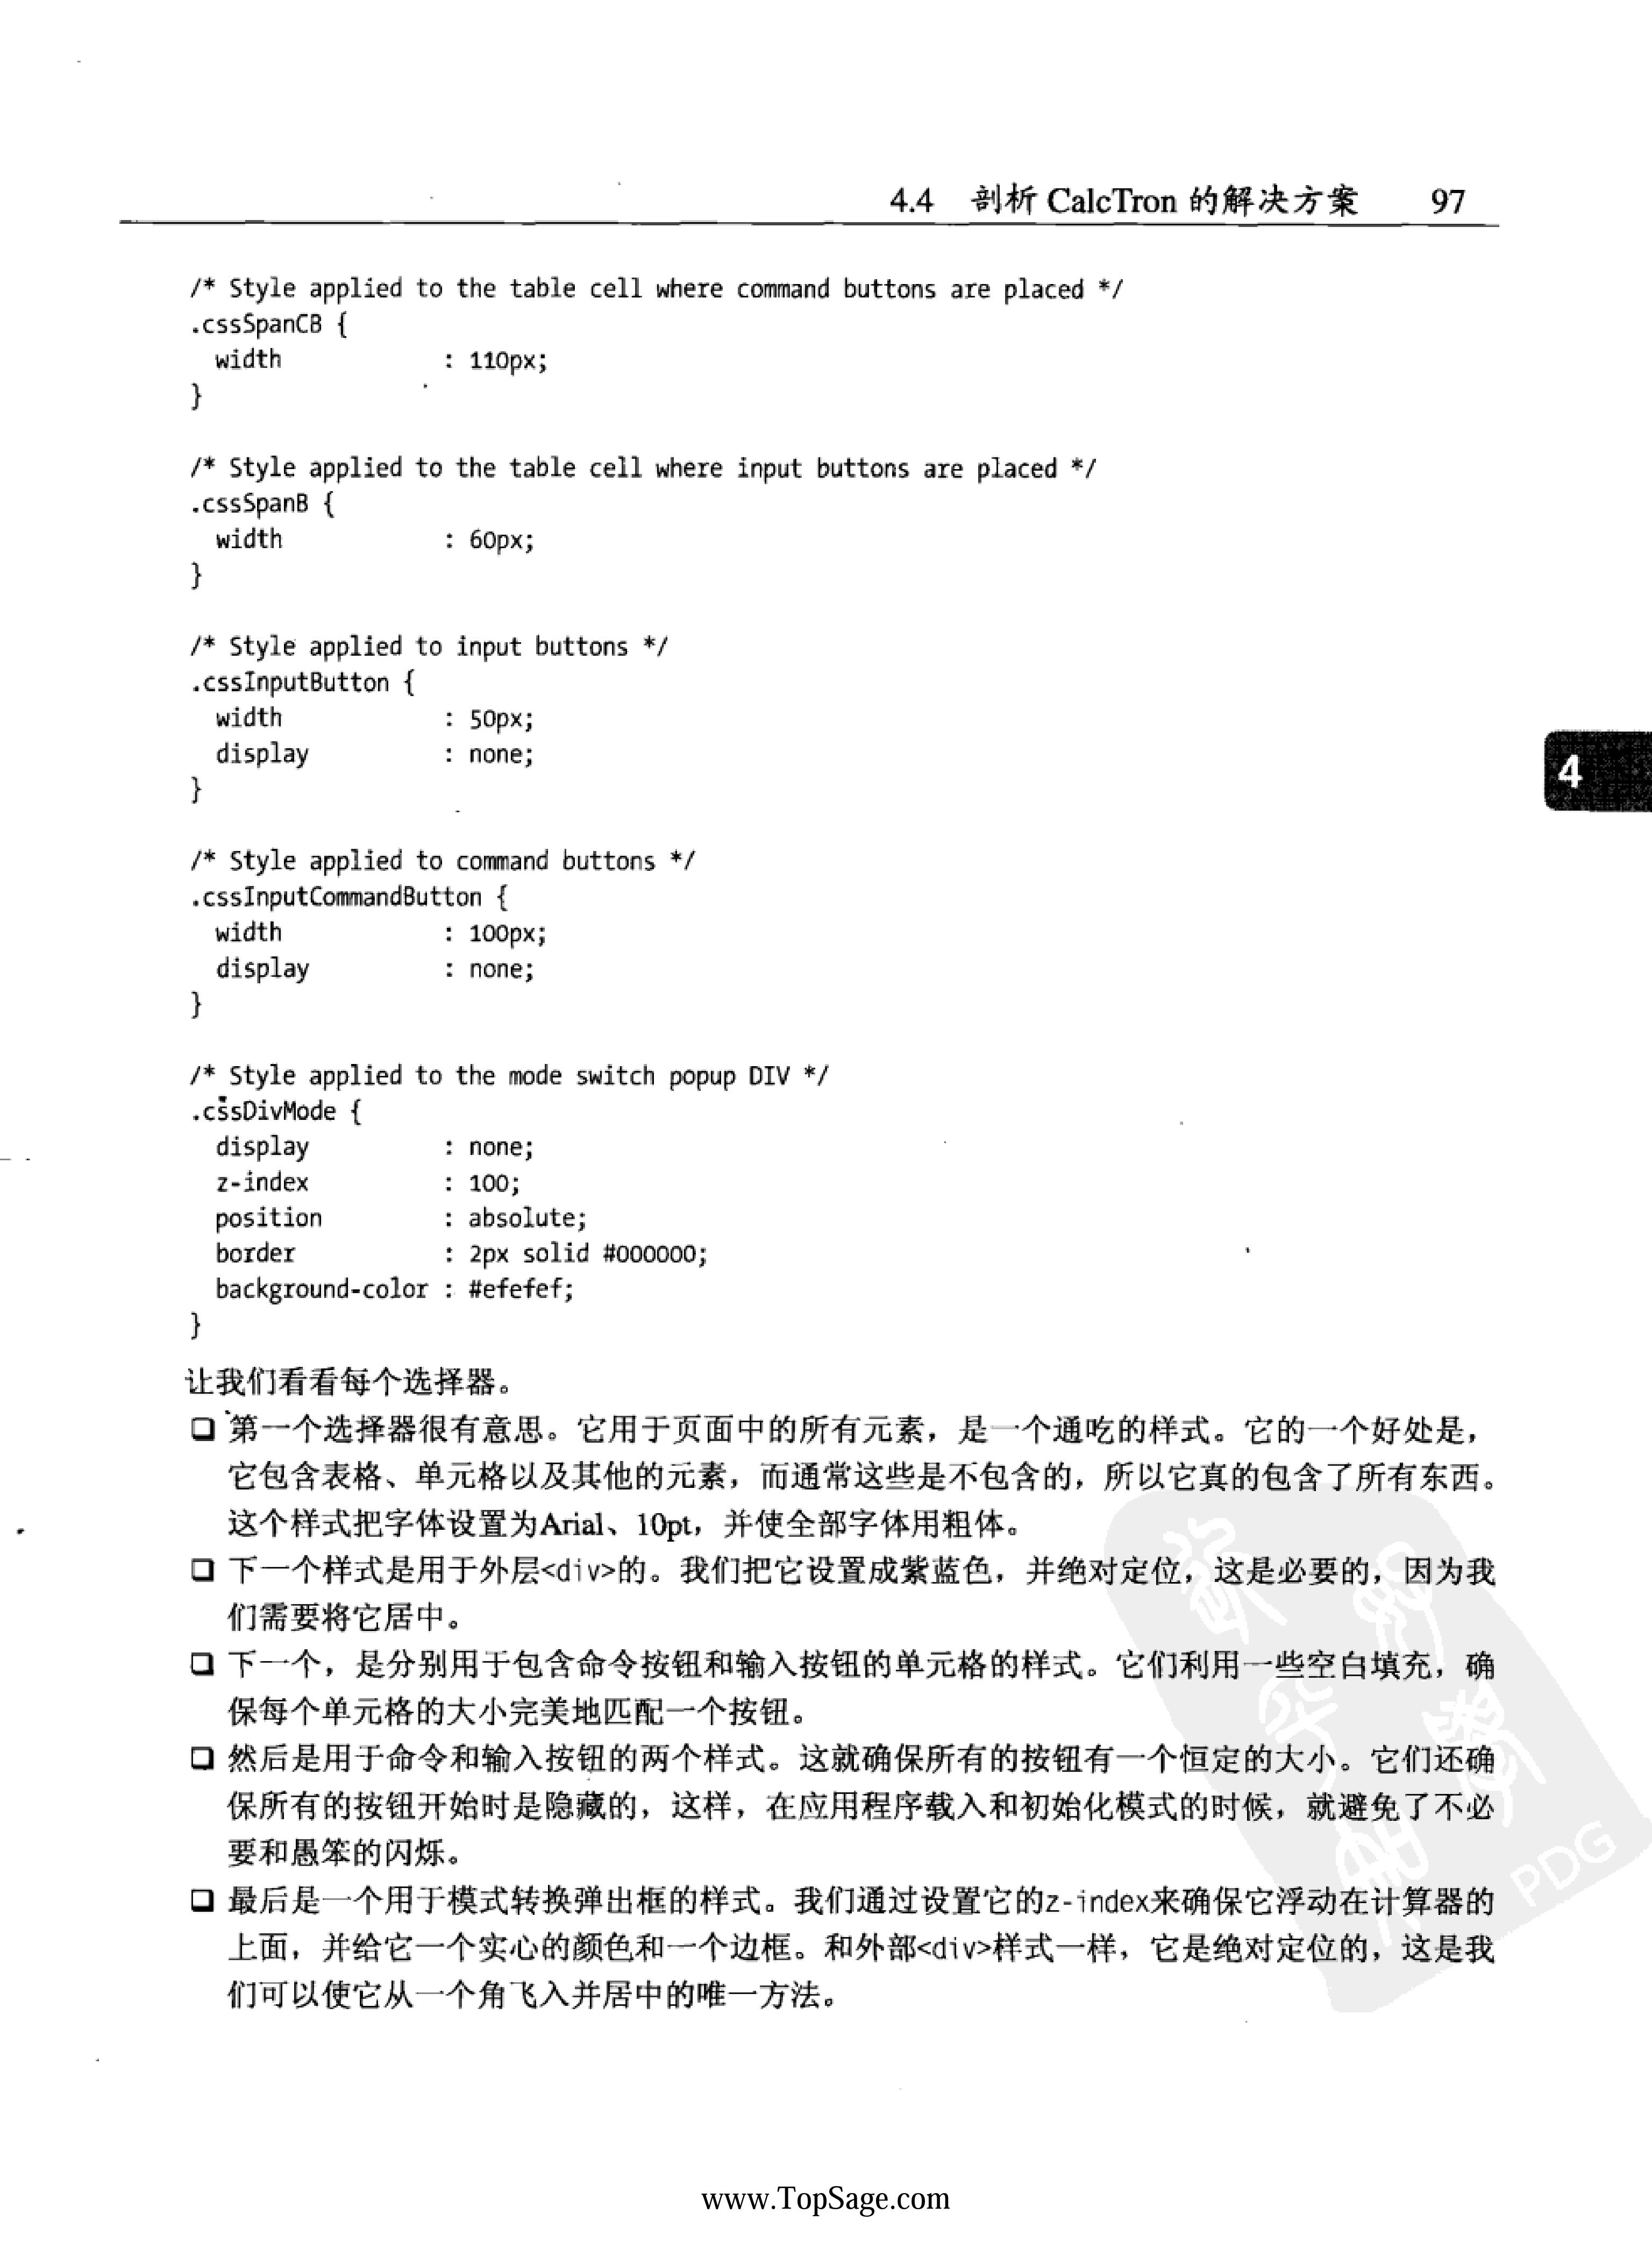 4.4 剖析 CalcTron 的解决方案 97
/* Style applied to the table cell where command buttons are placed */
.cssSpanCB {
  width : 110px;
}
/* Style applied to the table cell where input buttons are placed */
.cssSpanB {
  width : 60px;
}
/* Style applied to input buttons */
.cssInputButton {
  width : 50px;
  display : none;
}
4
/* Style applied to command buttons */
.cssInputCommandButton {
  width : 100px;
  display : none;
}
/* Style applied to the mode switch popup DIV */
.cssDivMode {
  display : none;
  z-index : 100;
  position : absolute;
  border : 2px solid #000000;
  background-color : #efefef;
}
让我们看看每个选择器。
❑ 第一个选择器很有意思。它用于页面中的所有元素，是一个通吃的样式。它的一个好处是，
它包含表格、单元格以及其他的元素，而通常这些是不包含的，所以它真的包含了所有东西。
这个样式把字体设置为Arial、10pt，并使全部字体用粗体。
❑ 下一个样式是用于外层<div>的。我们把它设置成紫蓝色，并绝对定位，这是必要的，因为我
们需要将它居中。
❑ 下一个，是分别用于包含命令按钮和输入按钮的单元格的样式。它们利用一些空白填充，确
保每个单元格的大小完美地匹配一个按钮。
❑ 然后是用于命令和输入按钮的两个样式。这就确保所有的按钮有一个恒定的大小。它们还确
保所有的按钮开始时是隐藏的，这样，在应用程序载入和初始化模式的时候，就避免了不必
要和愚笨的闪烁。
❑ 最后是一个用于模式转换弹出框的样式。我们通过设置它的z-index来确保它浮动在计算器的
上面，并给它一个实心的颜色和一个边框。和外部<div>样式一样，它是绝对定位的，这是我
们可以使它从一个角飞入并居中的唯一方法。
PDG
www.TopSage.com